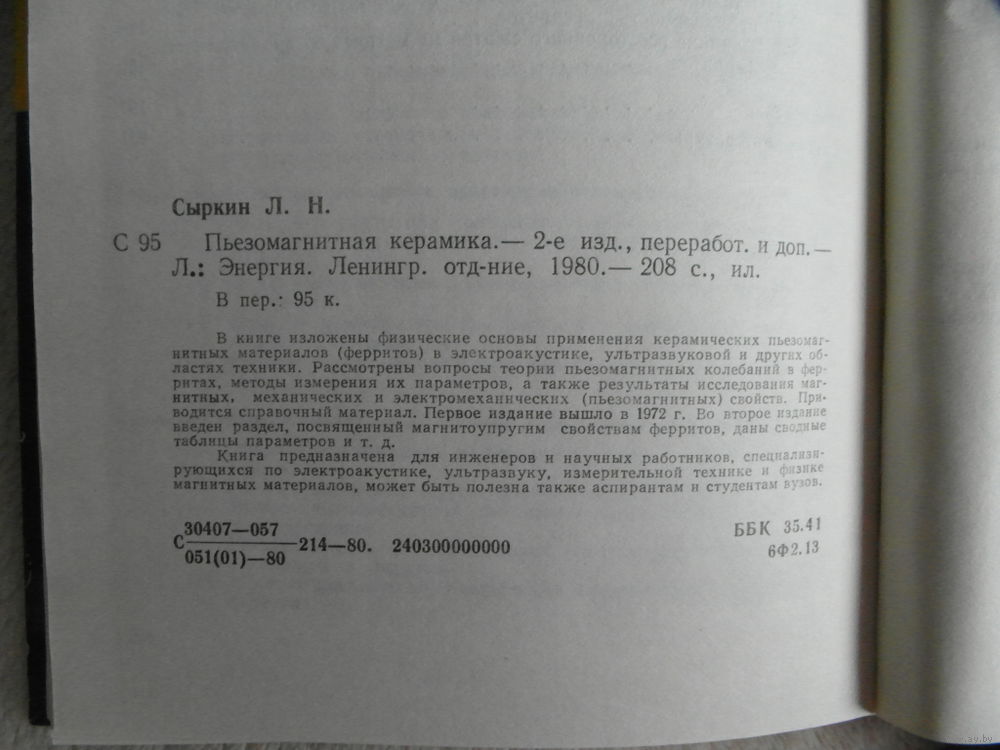 Сыркин Л. Н.
С 95 Пьезомагнитная керамика.— 2-е изд., переработ. и доп.—
Л.: Энергия. Ленингр. отд-ние, 1980.— 208 с., ил.
В пер.: 95 к.
В книге изложены физические основы применения керамических пьезомаг-
нитных материалов (ферритов) в электроакустике, ультразвуковой и других об-
ластях техники. Рассмотрены вопросы теории пьезомагнитных колебаний в фер-
ритах, методы измерения их параметров, а также результаты исследования маг-
нитных, механических и электромеханических (пьезомагнитных) свойств. При-
водится справочный материал. Первое издание вышло в 1972 г. Во второе издание
введен раздел, посвященный магнитоупругим свойствам ферритов, даны сводные
таблицы параметров и т. д.
Книга предназначена для инженеров и научных работников, специализи-
рующихся по электроакустике, ультразвуку, измерительной технике и физике
магнитных материалов, может быть полезна также аспирантам и студентам вузов.
30407—057
С 214—80. 240300000000
051(01)—80
ББК 35.41
6Ф2.13
av.by